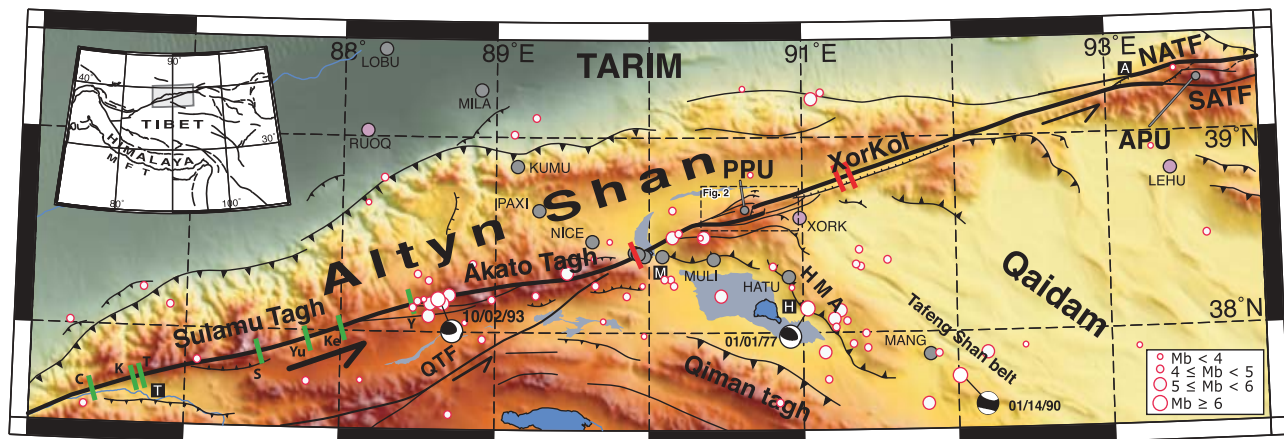 88°E
89°E
91°E
93°E
39°N
38°N
TARIM
NATF
SATF
APU
LOBU
MILA
RUOQ
KUMU
PAXI
NICE
Altyn Shan
PPU
XorKol
Fig. 2
XORK
LEHU
A
90°
40°
30°
80°
100°
TIBET
HIMALAYA
MFT
Akato Tagh
Sulamu Tagh
M
MULI
HATU
H
HMA
Qaidam
Tafeng Shan belt
MANG
Qiman tagh
QTF
10/02/93
01/01/77
01/14/90
C
K
T
T
S
Yu
Ke
Y
Mb < 4
4 ≤ Mb < 5
5 ≤ Mb < 6
Mb ≥ 6